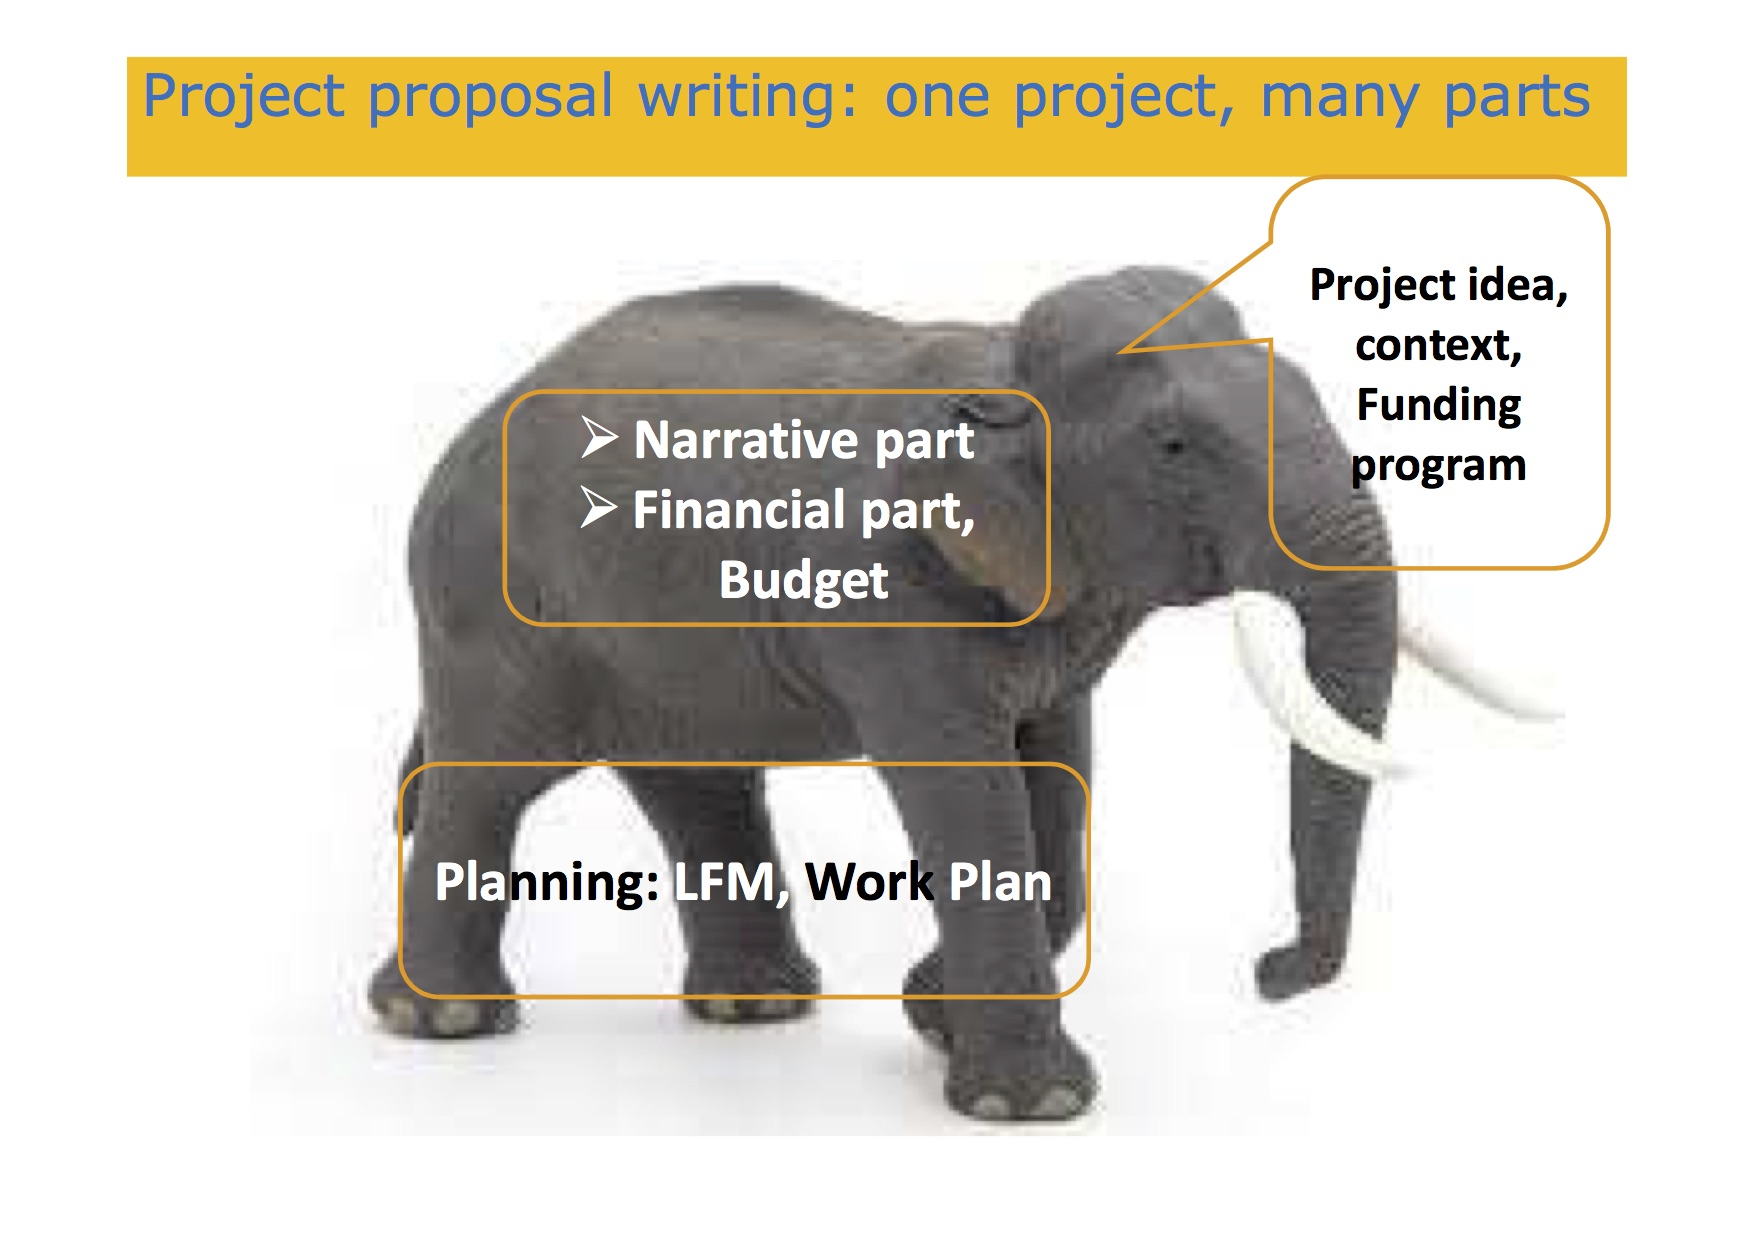 Project proposal writing: one project, many parts
Project idea,
context,
Funding
program
Narrative part
Financial part,
Budget
Planning: LFM, Work Plan